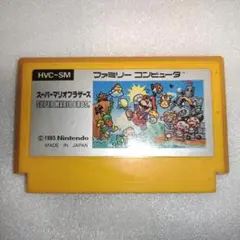 HVC-SM
ファミリー コンピュータ
スーパーマリオブラザーズ
SUPER MARIO BROS.
©1985 Nintendo
MADE IN JAPAN